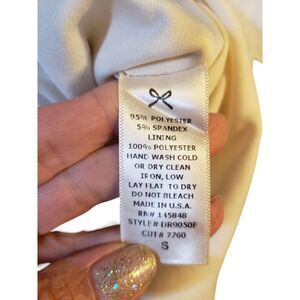 95% POLYESTER
5% SPANDEX
LINING
100% POLYESTER
HAND WASH COLD
OR DRY CLEAN
IRON, LOW
LAY FLAT TO DRY
DO NOT BLEACH
MADE IN U.S.A.
RN# 145848
STYLE# DR9050F
CUT# 7760
S